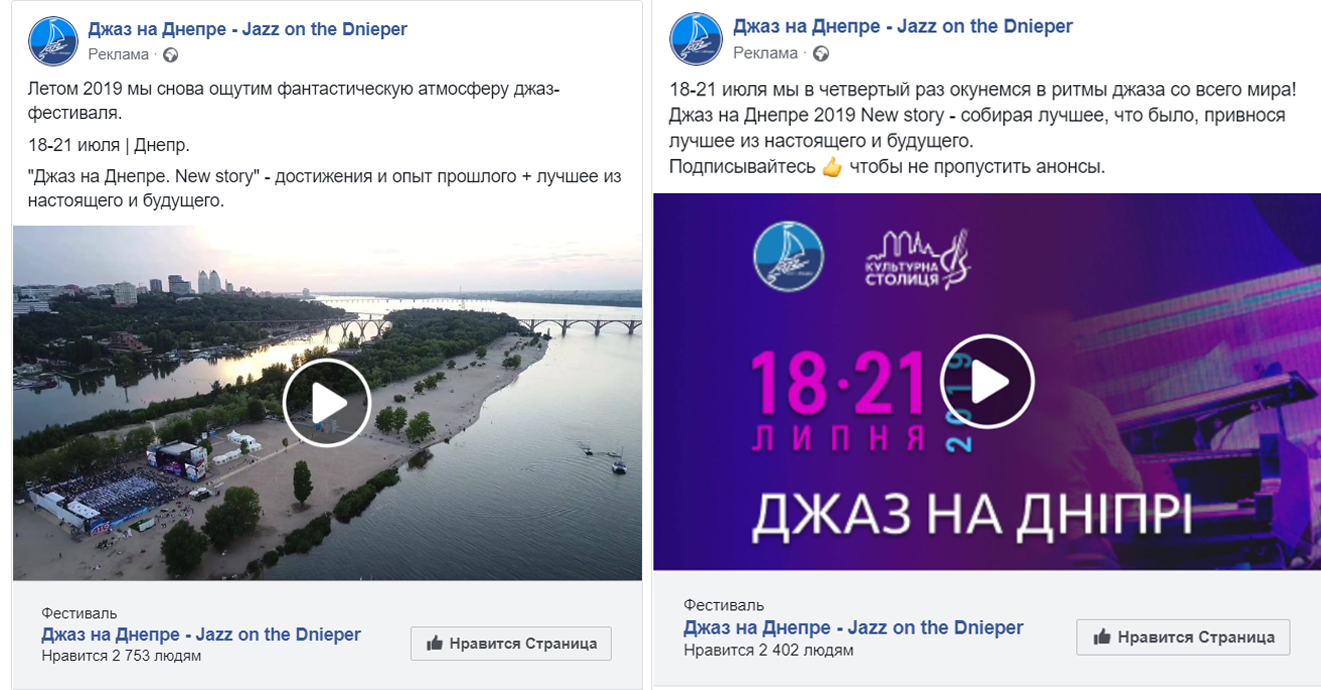 Джаз на Днепре - Jazz on the Dnieper
Реклама ·
Летом 2019 мы снова ощутим фантастическую атмосферу джаз-
фестиваля.
18-21 июля | Днепр.
"Джаз на Днепре. New story" - достижения и опыт прошлого + лучшее из
настоящего и будущего.
Фестиваль
Джаз на Днепре - Jazz on the Dnieper
Нравится 2 753 людям
Нравится Страница
Джаз на Днепре - Jazz on the Dnieper
Реклама ·
18-21 июля мы в четвертый раз окунемся в ритмы джаза со всего мира!
Джаз на Днепре 2019 New story - собирая лучшее, что было, привнося
лучшее из настоящего и будущего.
Подписывайтесь 👍 чтобы не пропустить анонсы.
КУЛЬТУРНА
СТОЛИЦЯ
18·21
ЛИПНЯ
2019
ДЖАЗ НА ДНІПРІ
Фестиваль
Джаз на Днепре - Jazz on the Dnieper
Нравится 2 402 людям
Нравится Страница